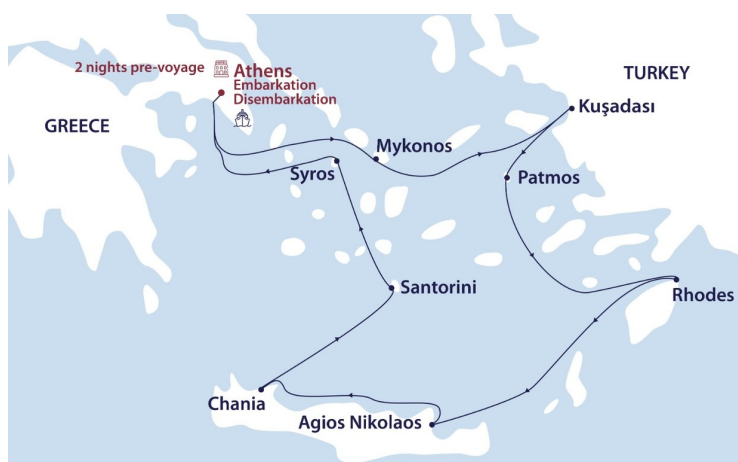 2 nights pre-voyage
Athens
Embarkation
Disembarkation
TURKEY
GREECE
Kuşadası
Mykonos
Syros
Patmos
Santorini
Rhodes
Chania
Agios Nikolaos